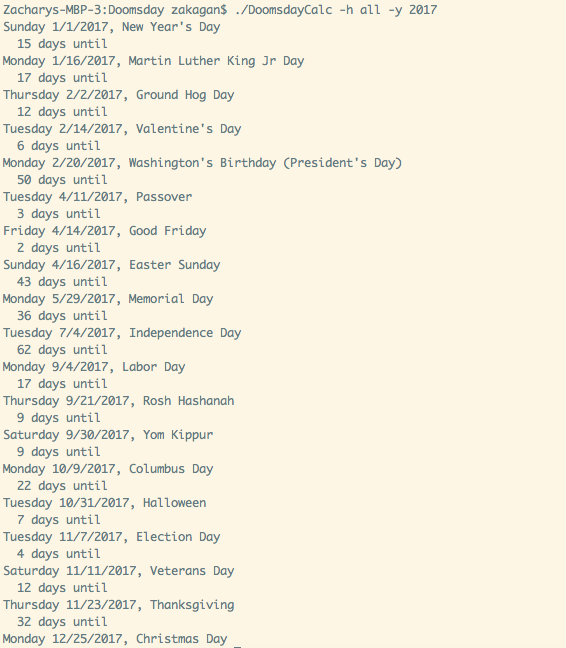 Zacharys-MBP-3:Doomsday zakagan$ ./DoomsdayCalc -h all -y 2017
Sunday 1/1/2017, New Year's Day
  15 days until
Monday 1/16/2017, Martin Luther King Jr Day
  17 days until
Thursday 2/2/2017, Ground Hog Day
  12 days until
Tuesday 2/14/2017, Valentine's Day
  6 days until
Monday 2/20/2017, Washington's Birthday (President's Day)
  50 days until
Tuesday 4/11/2017, Passover
  3 days until
Friday 4/14/2017, Good Friday
  2 days until
Sunday 4/16/2017, Easter Sunday
  43 days until
Monday 5/29/2017, Memorial Day
  36 days until
Tuesday 7/4/2017, Independence Day
  62 days until
Monday 9/4/2017, Labor Day
  17 days until
Thursday 9/21/2017, Rosh Hashanah
  9 days until
Saturday 9/30/2017, Yom Kippur
  9 days until
Monday 10/9/2017, Columbus Day
  22 days until
Tuesday 10/31/2017, Halloween
  7 days until
Tuesday 11/7/2017, Election Day
  4 days until
Saturday 11/11/2017, Veterans Day
  12 days until
Thursday 11/23/2017, Thanksgiving
  32 days until
Monday 12/25/2017, Christmas Day